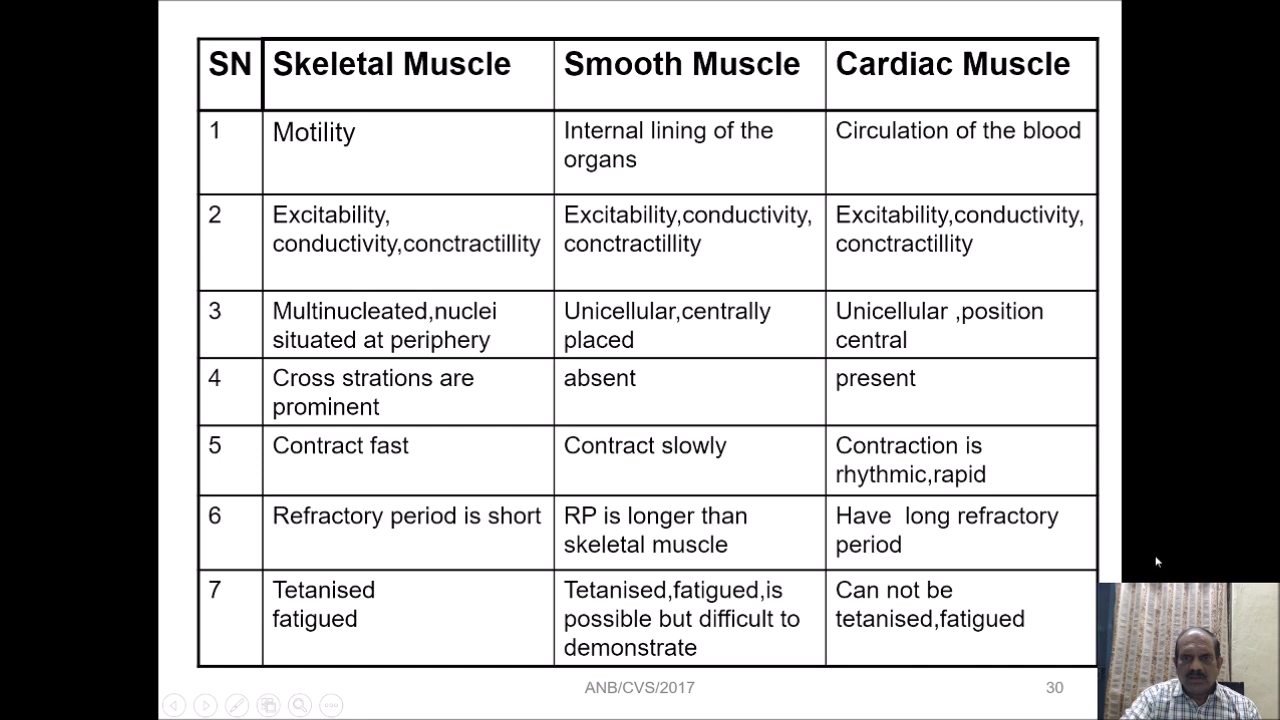 SN Skeletal Muscle Smooth Muscle Cardiac Muscle
1 Motility Internal lining of the Circulation of the blood
organs
2 Excitability, Excitability,conductivity, Excitability,conductivity,
conductivity,conctractillity conctractillity conctractillity
3 Multinucleated,nuclei Unicellular,centrally Unicellular ,position
situated at periphery placed central
4 Cross strations are absent present
prominent
5 Contract fast Contract slowly Contraction is
rhythmic,rapid
6 Refractory period is short RP is longer than Have long refractory
skeletal muscle period
7 Tetanised Tetanised,fatigued,is Can not be
fatigued possible but difficult to tetanised,fatigued
demonstrate
ANB/CVS/2017 30